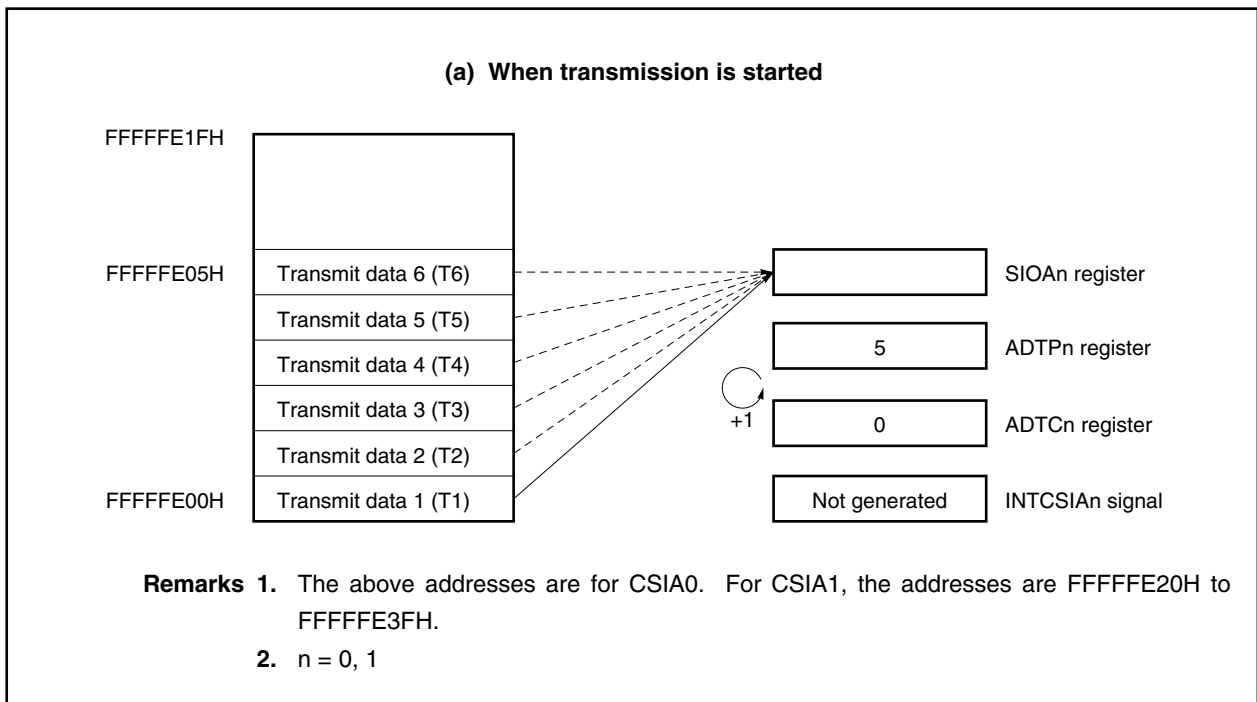 (a) When transmission is started
FFFFFE1FH
FFFFFE05H Transmit data 6 (T6) SIOAn register
Transmit data 5 (T5)
5 ADTPn register
Transmit data 4 (T4)
Transmit data 3 (T3)
+1 0 ADTCn register
Transmit data 2 (T2)
FFFFFE00H Transmit data 1 (T1) Not generated INTCSIAn signal
Remarks 1. The above addresses are for CSIA0. For CSIA1, the addresses are FFFFFE20H to
FFFFFE3FH.
2. n = 0, 1